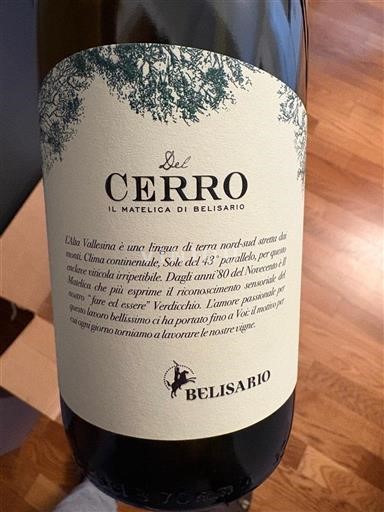 Del
CERRO
IL MATELICA DI BELISARIO
L'Alta Vallesina è una lingua di terra nord-sud stretta dai
monti. Clima continentale, Sole del 43° parallelo, per questo
enclave viticola irripetibile. Dagli anni '80 del Novecento è Il
Matelica che più esprime il riconoscimento sensoriale del
nostro "fare ed essere" Verdicchio. L'amore passionale per
questo lavoro bellissimo ci ha portato fino a Voi: il motivo per
cui ogni giorno torniamo a lavorare le nostre vigne.
BELISARIO